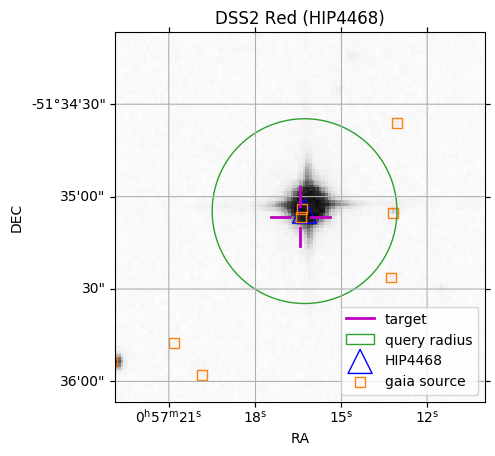 DSS2 Red (HIP4468)
-51°34'30"
35'00"
30"
36'00"
DEC
0ʰ57ᵐ21ˢ
18ˢ
15ˢ
12ˢ
RA
target
query radius
HIP4468
gaia source